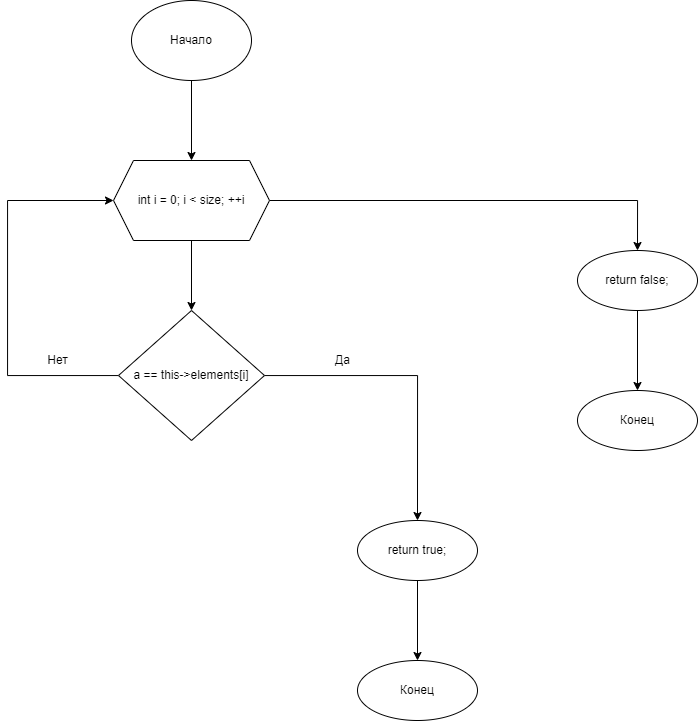 Начало
int i = 0; i < size; ++i
return false;
Нет
a == this->elements[i]
Да
Конец
return true;
Конец